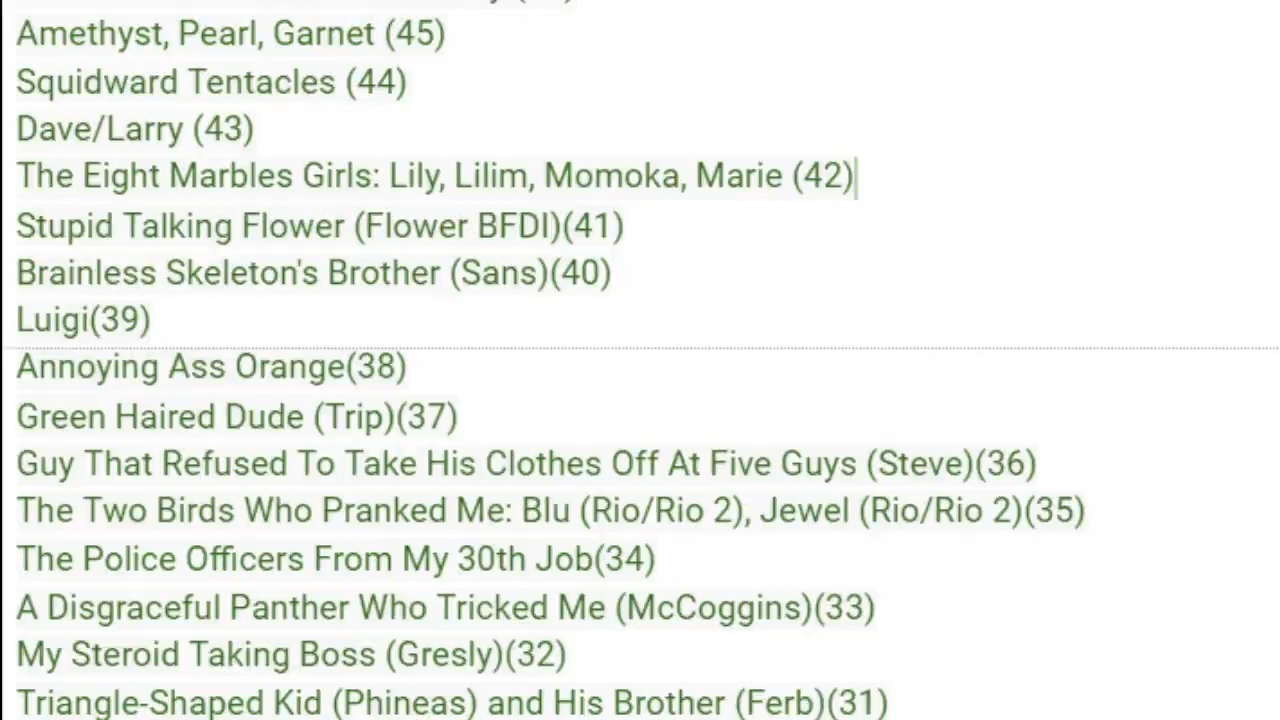 Amethyst, Pearl, Garnet (45)
Squidward Tentacles (44)
Dave/Larry (43)
The Eight Marbles Girls: Lily, Lilim, Momoka, Marie (42)
Stupid Talking Flower (Flower BFDI)(41)
Brainless Skeleton's Brother (Sans)(40)
Luigi(39)
Annoying Ass Orange(38)
Green Haired Dude (Trip)(37)
Guy That Refused To Take His Clothes Off At Five Guys (Steve)(36)
The Two Birds Who Pranked Me: Blu (Rio/Rio 2), Jewel (Rio/Rio 2)(35)
The Police Officers From My 30th Job(34)
A Disgraceful Panther Who Tricked Me (McCoggins)(33)
My Steroid Taking Boss (Gresly)(32)
Triangle-Shaped Kid (Phineas) and His Brother (Ferb)(31)